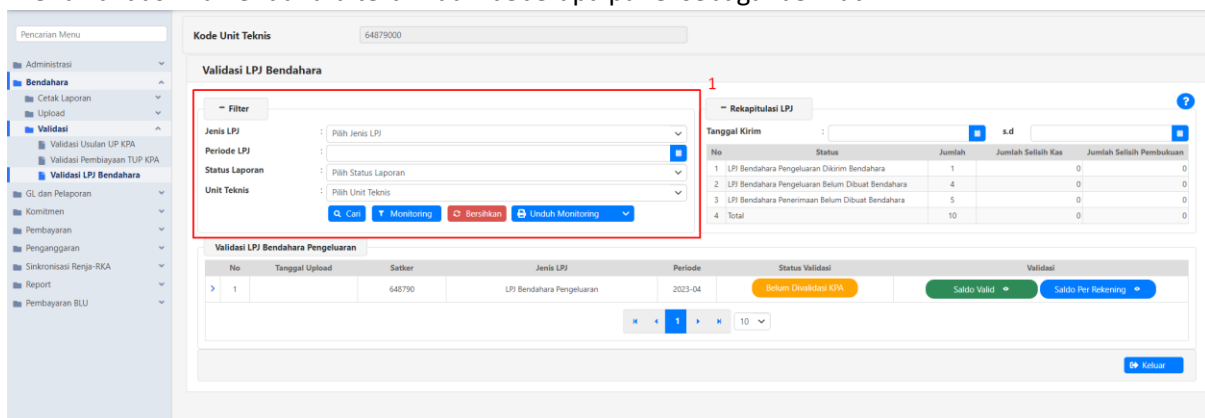 Pencarian Menu
Administrasi
Bendahara
Cetak Laporan
Upload
Validasi
Validasi Usulan UP KPA
Validasi Pembiayaan TUP KPA
Validasi LPJ Bendahara
GL dan Pelaporan
Komitmen
Pembayaran
Penganggaran
Sinkronisasi Renja-RKA
Report
Pembayaran BLU
Kode Unit Teknis 64879000
Validasi LPJ Bendahara
1
− Filter
Jenis LPJ : Pilih Jenis LPJ
Periode LPJ :
Status Laporan : Pilih Status Laporan
Unit Teknis : Pilih Unit Teknis
Cari Monitoring Bersihkan Unduh Monitoring
− Rekapitulasi LPJ
?
Tanggal Kirim : s.d
No Status Jumlah Jumlah Selisih Kas Jumlah Selisih Pembukuan
1 LPJ Bendahara Pengeluaran Dikirim Bendahara 1 0 0
2 LPJ Bendahara Pengeluaran Belum Dibuat Bendahara 4 0 0
3 LPJ Bendahara Penerimaan Belum Dibuat Bendahara 5 0 0
4 Total 10 0 0
Validasi LPJ Bendahara Pengeluaran
No Tanggal Upload Satker Jenis LPJ Periode Status Validasi Validasi
1 648790 LPJ Bendahara Pengeluaran 2023-04 Belum Divalidasi KPA Saldo Valid Saldo Per Rekening
1 10
Keluar